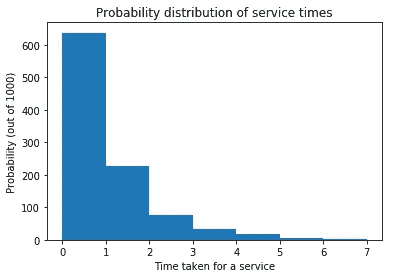 Probability distribution of service times
600
500
400
300
200
100
0
Probability (out of 1000)
0 1 2 3 4 5 6 7
Time taken for a service